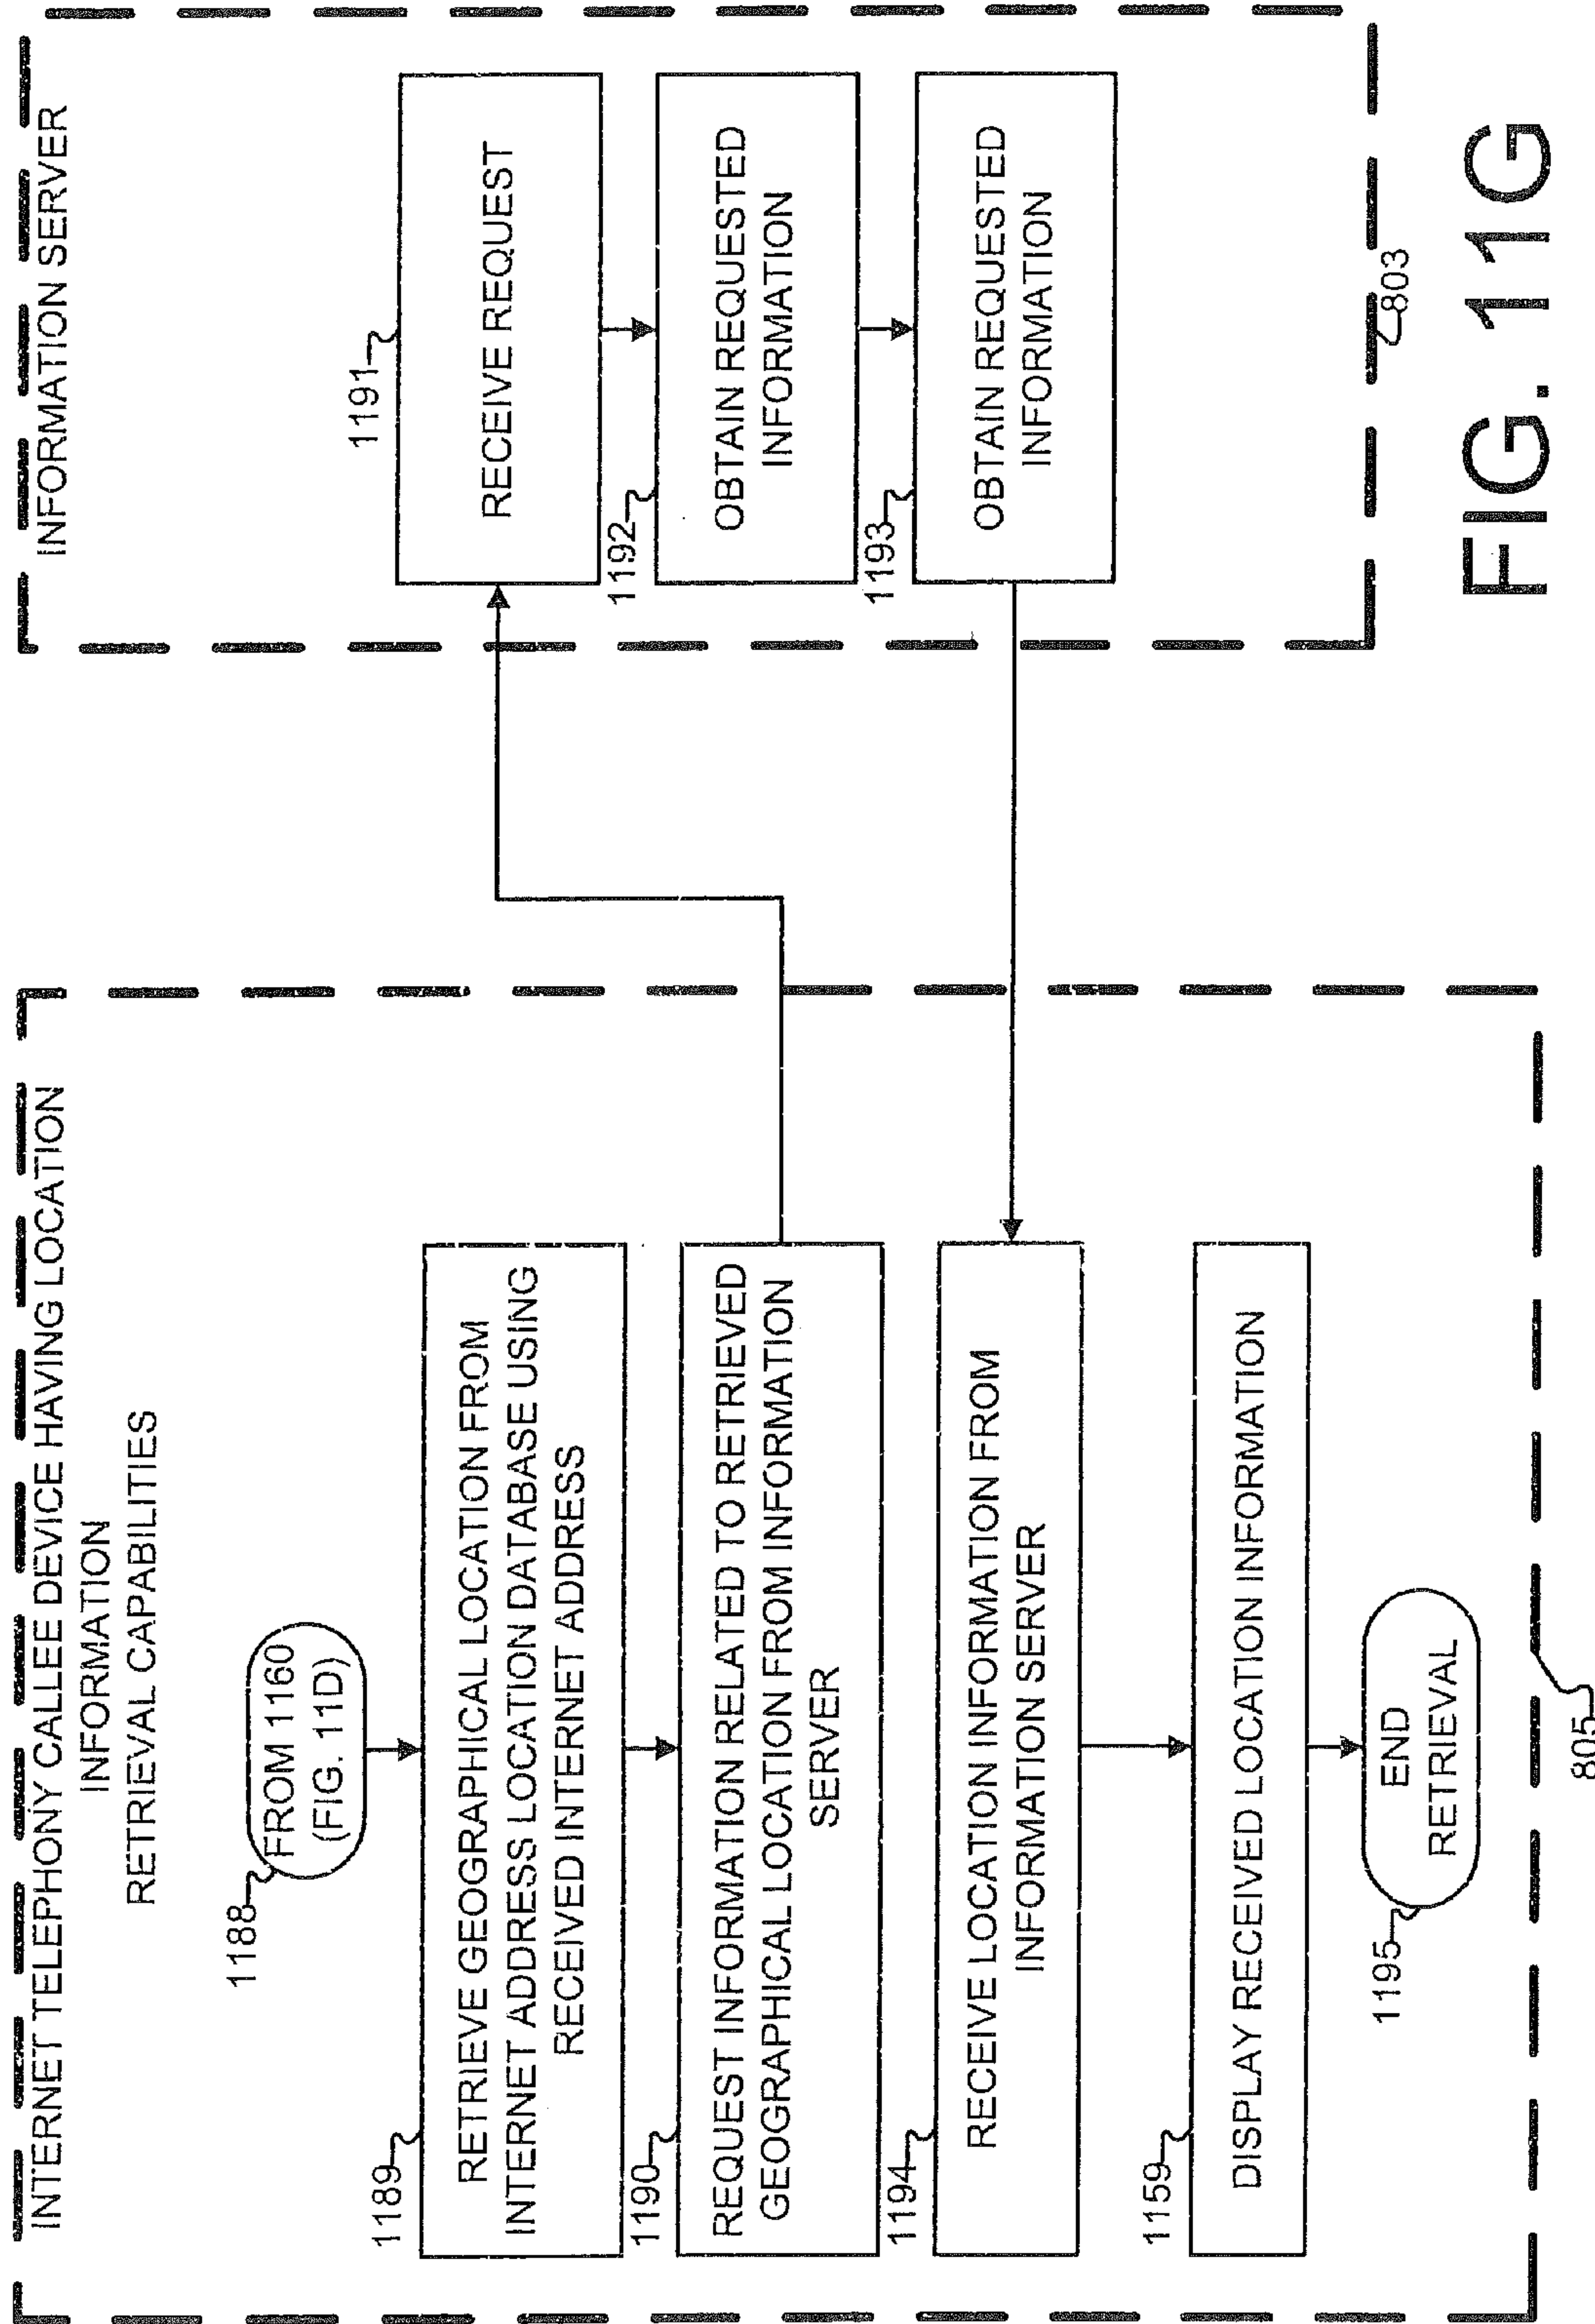 INTERNET TELEPHONY CALLEE DEVICE HAVING LOCATION
INFORMATION
RETRIEVAL CAPABILITIES
1188
FROM 1160
(FIG. 11D)
1189
RETRIEVE GEOGRAPHICAL LOCATION FROM
INTERNET ADDRESS LOCATION DATABASE USING
RECEIVED INTERNET ADDRESS
1190
REQUEST INFORMATION RELATED TO RETRIEVED
GEOGRAPHICAL LOCATION FROM INFORMATION
SERVER
1194
RECEIVE LOCATION INFORMATION FROM
INFORMATION SERVER
1159
DISPLAY RECEIVED LOCATION INFORMATION
1195
END
RETRIEVAL
805
INFORMATION SERVER
1191
RECEIVE REQUEST
1192
OBTAIN REQUESTED
INFORMATION
1193
OBTAIN REQUESTED
INFORMATION
803
FIG. 11G